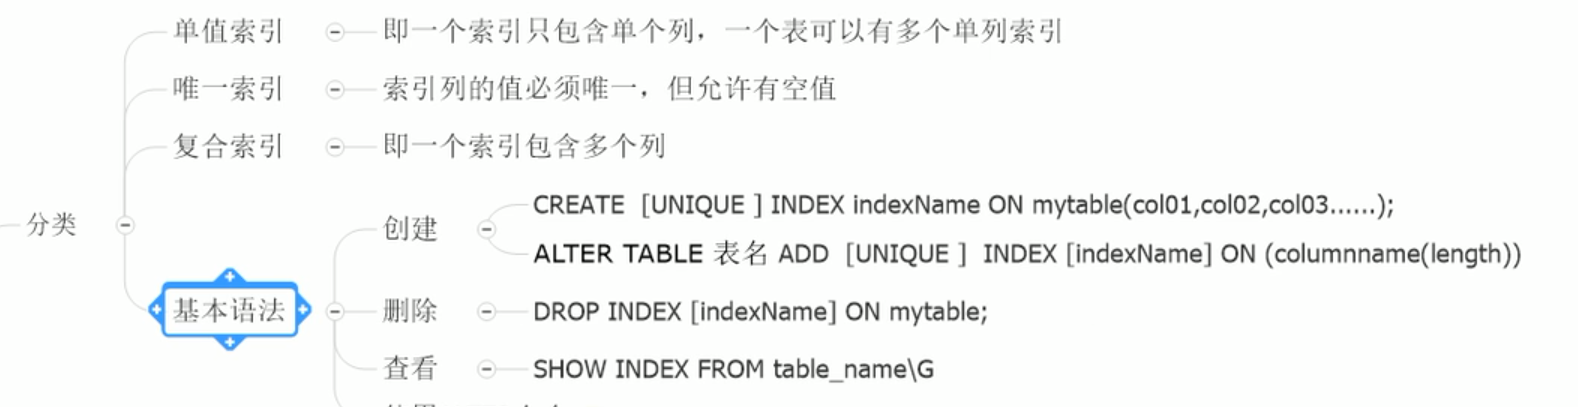 单值索引 即一个索引只包含单个列，一个表可以有多个单列索引
唯一索引 索引列的值必须唯一，但允许有空值
复合索引 即一个索引包含多个列
分类
基本语法
创建
CREATE [UNIQUE ] INDEX indexName ON mytable(col01,col02,col03......);
ALTER TABLE 表名 ADD [UNIQUE ] INDEX [indexName] ON (columnname(length))
删除 DROP INDEX [indexName] ON mytable;
查看 SHOW INDEX FROM table_name\G